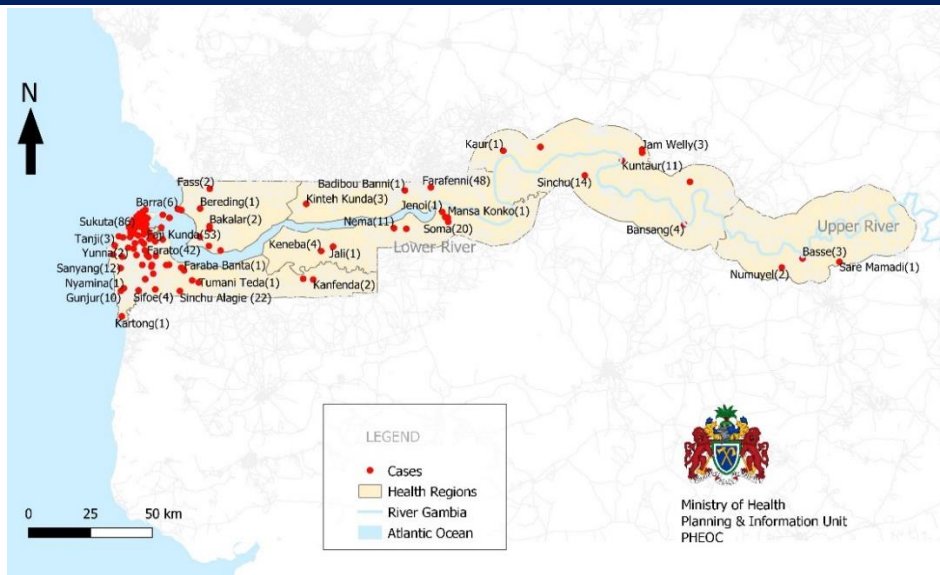 N
Kaur(1)
Jam Welly(3)
Kuntaur(11)
Fass(2)
Badibou Banni(1)
Farafenni(48)
Sinchu(14)
Barra(6)
Bereding(1)
Kinteh Kunda(3)
Jenoi(1)
Mansa Konko(1)
Sukuta(86)
Bakalar(2)
Nema(11)
Soma(20)
Bansang(4)
Upper River
Tanji(3)
Faji Kunda(53)
Yunna(2)
Farato(42)
Keneba(4)
Jali(1)
Lower River
Basse(3)
Sanyang(12)
Faraba Banta(1)
Numuyel(2)
Sare Mamadi(1)
Nyamina(1)
Tumani Teda(1)
Kanfenda(2)
Gunjur(10)
Sifoe(4)
Sinchu Alagie (22)
Kartong(1)
LEGEND
Cases
Health Regions
River Gambia
Atlantic Ocean
0 25 50 km
Ministry of Health
Planning & Information Unit
PHEOC